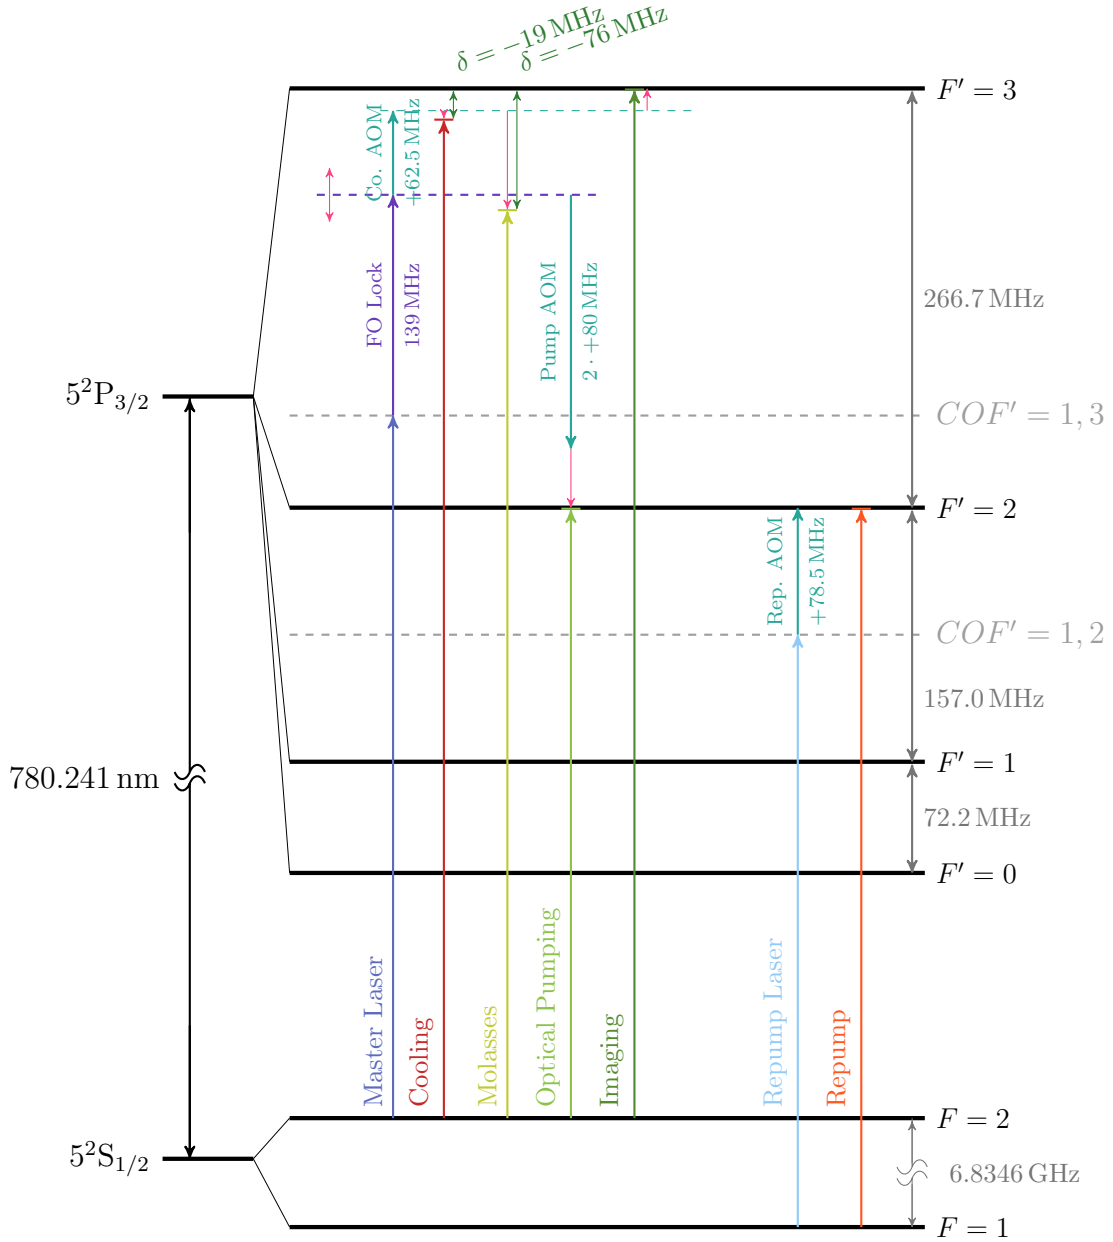 δ = −19 MHz
δ = −76 MHz
F′ = 3
Co. AOM
+62.5 MHz
FO Lock
139 MHz
Pump AOM
2 · +80 MHz
266.7 MHz
5²P₃/₂
COF′ = 1, 3
F′ = 2
Rep. AOM
+78.5 MHz
COF′ = 1, 2
157.0 MHz
780.241 nm
F′ = 1
72.2 MHz
F′ = 0
Master Laser
Cooling
Molasses
Optical Pumping
Imaging
Repump Laser
Repump
F = 2
5²S₁/₂
6.8346 GHz
F = 1